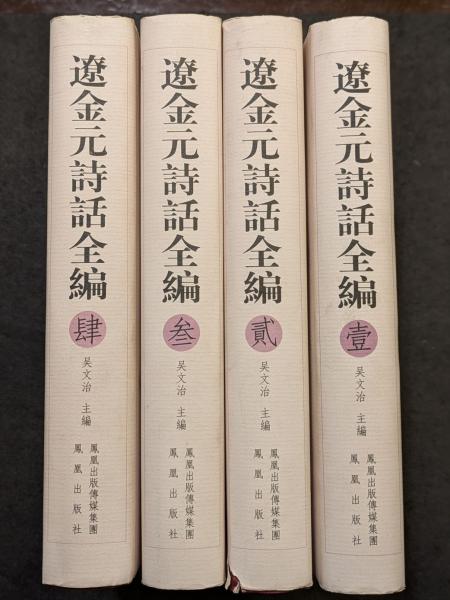 遼金元詩話全編
壹
吴文治 主編
鳳凰出版傳媒集團
鳳凰出版社
遼金元詩話全編
貳
吴文治 主編
鳳凰出版傳媒集團
鳳凰出版社
遼金元詩話全編
叁
吴文治 主編
鳳凰出版傳媒集團
鳳凰出版社
遼金元詩話全編
肆
吴文治 主編
鳳凰出版傳媒集團
鳳凰出版社